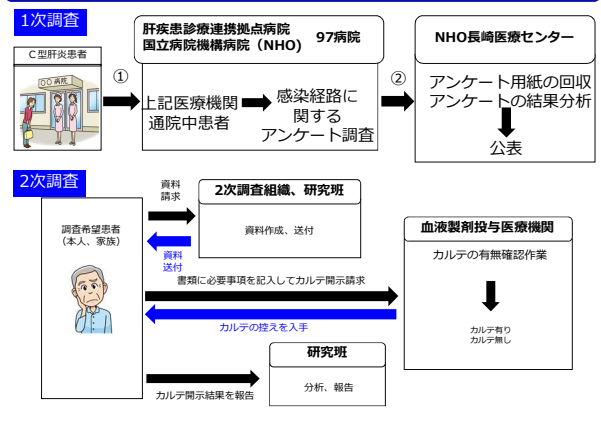 1次調査
C型肝炎患者
〇〇病院
①
肝疾患診療連携拠点病院
国立病院機構病院（NHO) 97病院
上記医療機関
通院中患者
感染経路に
関する
アンケート調査
②
NHO長崎医療センター
アンケート用紙の回収
アンケートの結果分析
公表
2次調査
調査希望患者
（本人、家族）
資料
請求
資料
送付
2次調査組織、研究班
資料作成、送付
書類に必要事項を記入してカルテ開示請求
カルテの控えを入手
血液製剤投与医療機関
カルテの有無確認作業
カルテ有り
カルテ無し
カルテ開示結果を報告
研究班
分析、報告